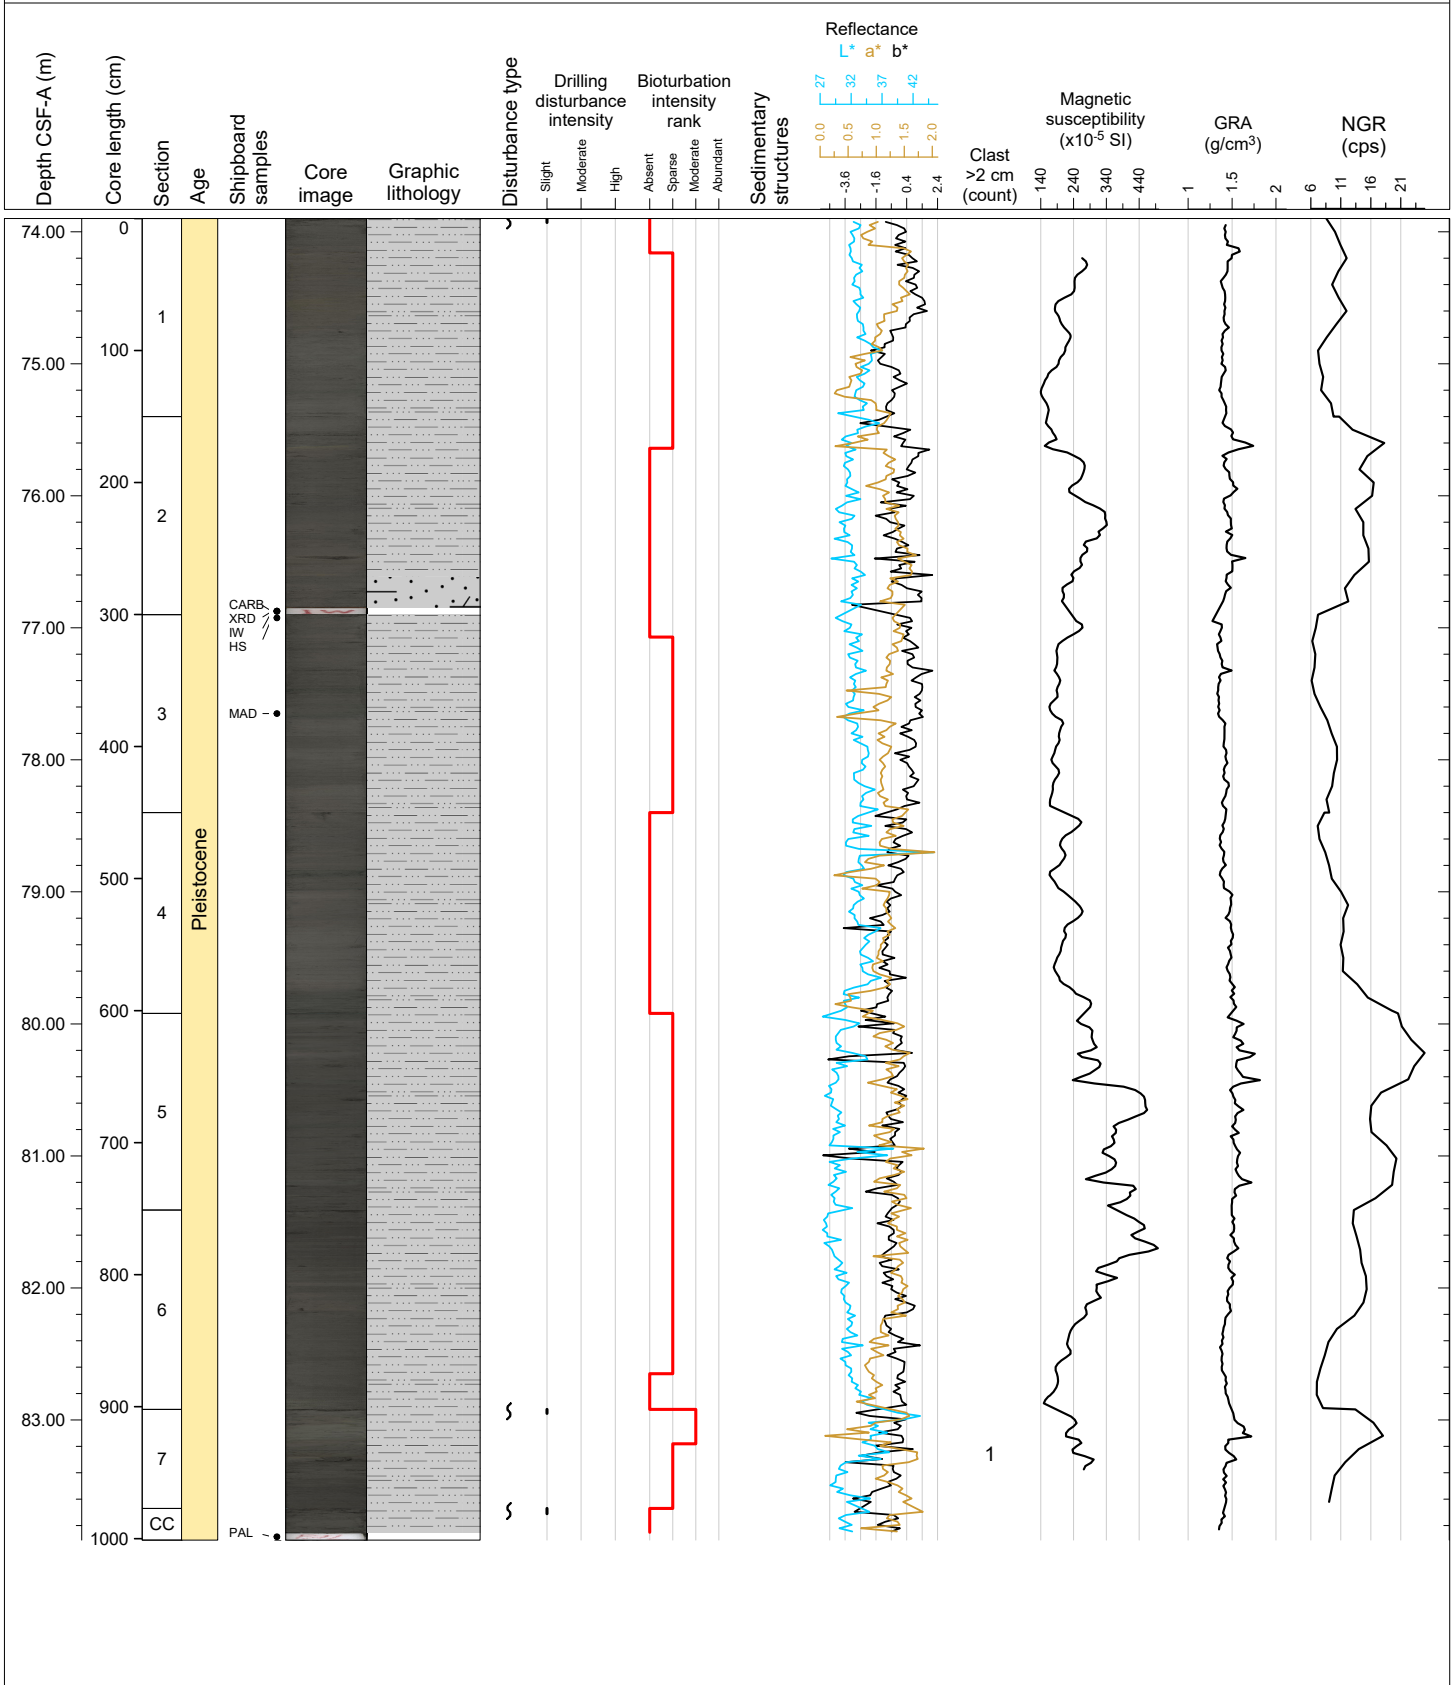 Depth CSF-A (m)
Core length (cm)
Section
Age
Shipboard
samples
Core
image
Graphic
lithology
Disturbance type
Drilling
disturbance
intensity
Slight
Moderate
High
Bioturbation
intensity
rank
Absent
Sparse
Moderate
Abundant
Sedimentary
structures
Reflectance
L* a* b*
27 32 37 42
0.0 0.5 1.0 1.5 2.0
-3.6 -1.6 0.4 2.4
Clast
>2 cm
(count)
Magnetic
susceptibility
(x10-5 SI)
140 240 340 440
GRA
(g/cm³)
1 1.5 2
NGR
(cps)
6 11 16 21
74.00
75.00
76.00
77.00
78.00
79.00
80.00
81.00
82.00
83.00
0
100
200
300
400
500
600
700
800
900
1000
1
2
3
4
5
6
7
CC
Pleistocene
CARB
XRD
IW
HS
MAD
PAL
1